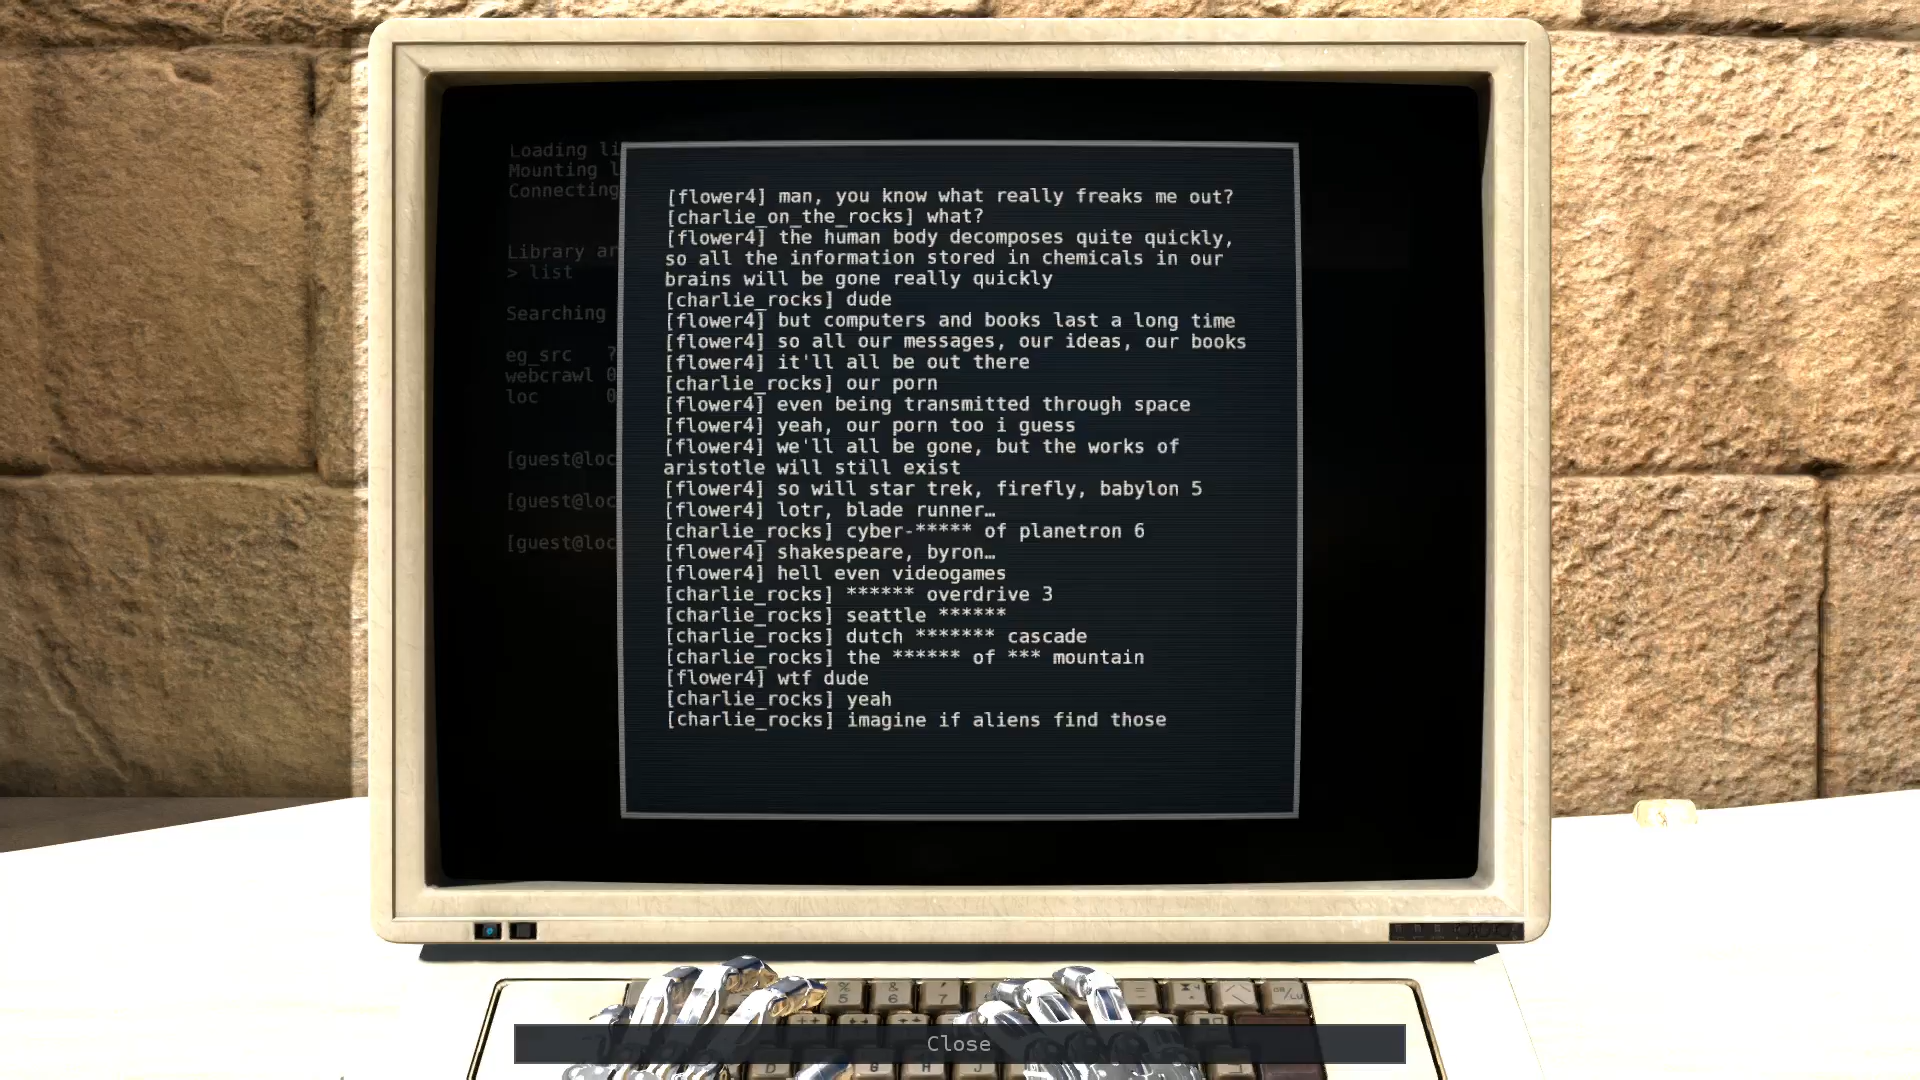 Loading li
Mounting l
Connecting
Library ar
> list
Searching
eg_src ?
webcrawl 0
loc 0
[guest@loc
[guest@loc
[guest@loc
[flower4] man, you know what really freaks me out?
[charlie_on_the_rocks] what?
[flower4] the human body decomposes quite quickly,
so all the information stored in chemicals in our
brains will be gone really quickly
[charlie_rocks] dude
[flower4] but computers and books last a long time
[flower4] so all our messages, our ideas, our books
[flower4] it'll all be out there
[charlie_rocks] our porn
[flower4] even being transmitted through space
[flower4] yeah, our porn too i guess
[flower4] we'll all be gone, but the works of
aristotle will still exist
[flower4] so will star trek, firefly, babylon 5
[flower4] lotr, blade runner…
[charlie_rocks] cyber-***** of planetron 6
[flower4] shakespeare, byron…
[flower4] hell even videogames
[charlie_rocks] ****** overdrive 3
[charlie_rocks] seattle ******
[charlie_rocks] dutch ******* cascade
[charlie_rocks] the ****** of *** mountain
[flower4] wtf dude
[charlie_rocks] yeah
[charlie_rocks] imagine if aliens find those
Close